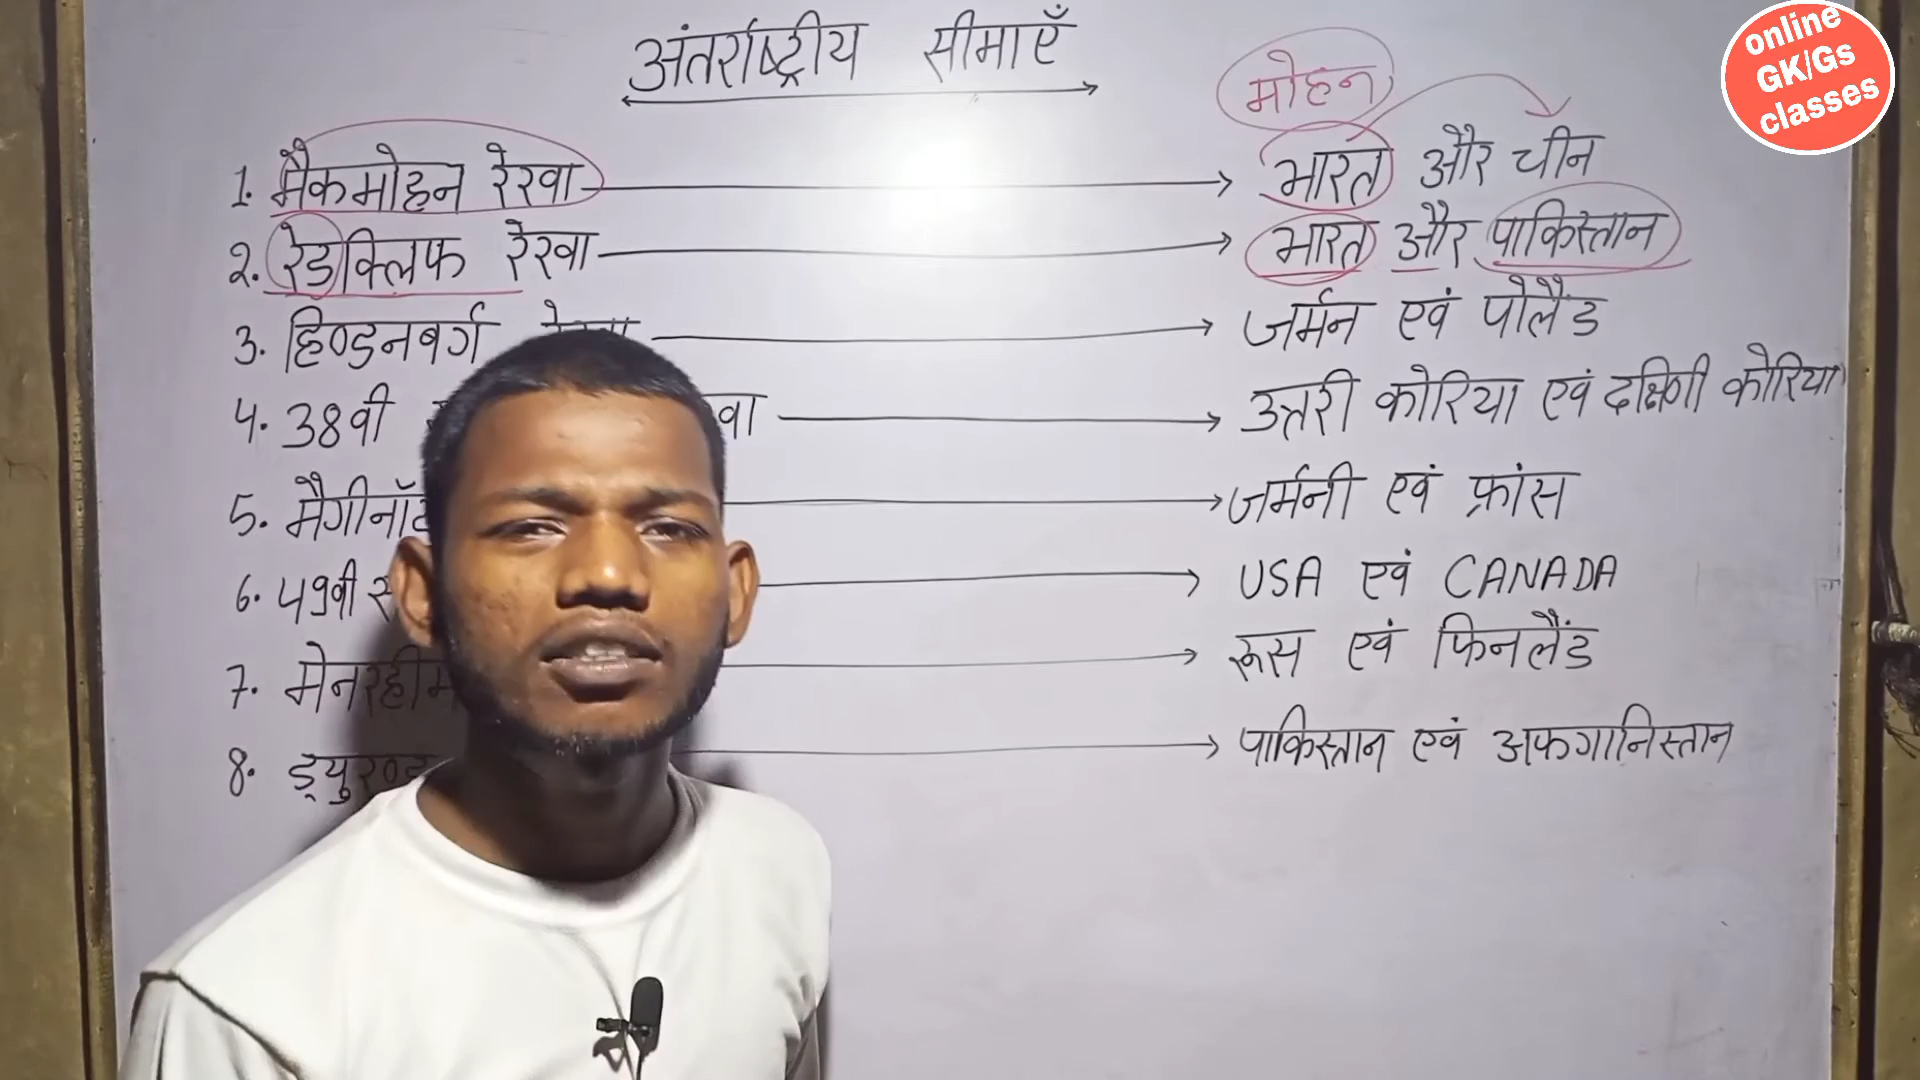 अंतर्राष्ट्रीय सीमाएँ
मोहन
online
GK/Gs
classes
1. मैकमोहन रेखा भारत और चीन
२. रेडक्लिफ रेखा भारत और पाकिस्तान
3. हिण्डनबर्ग जर्मन एवं पोलैंड
4. 38वी उत्तरी कोरिया एवं दक्षिणी कोरिया
5. जर्मनी एवं फ्रांस
6. 49वी USA एवं CANADA
7. रूस एवं फिनलैंड
8. पाकिस्तान एवं अफगानिस्तान